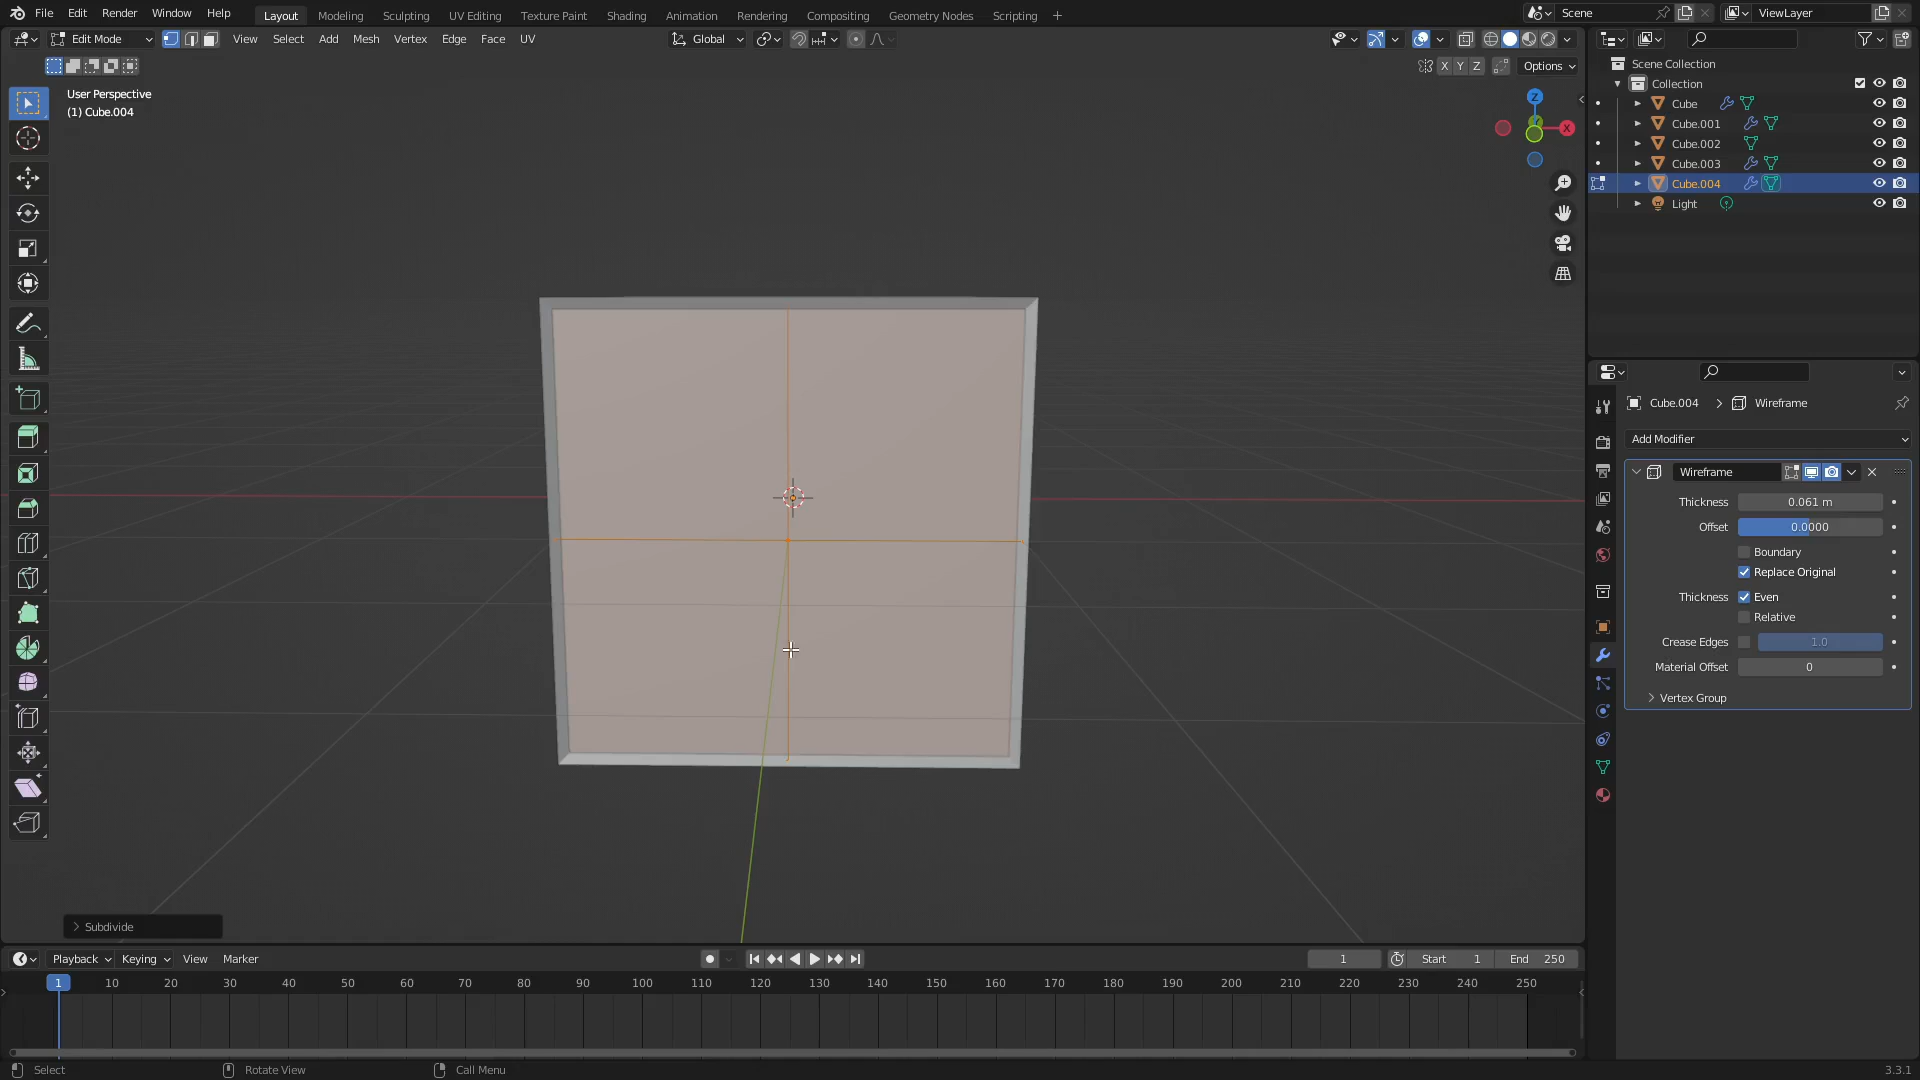 File Edit Render Window Help Layout Modeling Sculpting UV Editing Texture Paint Shading Animation Rendering Compositing Geometry Nodes Scripting + Scene ViewLayer
Edit Mode View Select Add Mesh Vertex Edge Face UV Global
X Y Z Options
User Perspective
(1) Cube.004
Z
X
Scene Collection
Collection
Cube
Cube.001
Cube.002
Cube.003
Cube.004
Light
Cube.004 > Wireframe
Add Modifier
Wireframe
Thickness 0.061 m
Offset 0.0000
Boundary
Replace Original
Thickness Even
Relative
Crease Edges 1.0
Material Offset 0
Vertex Group
Subdivide
Playback Keying View Marker 1 Start 1 End 250
1 10 20 30 40 50 60 70 80 90 100 110 120 130 140 150 160 170 180 190 200 210 220 230 240 250
Select Rotate View Call Menu 3.3.1